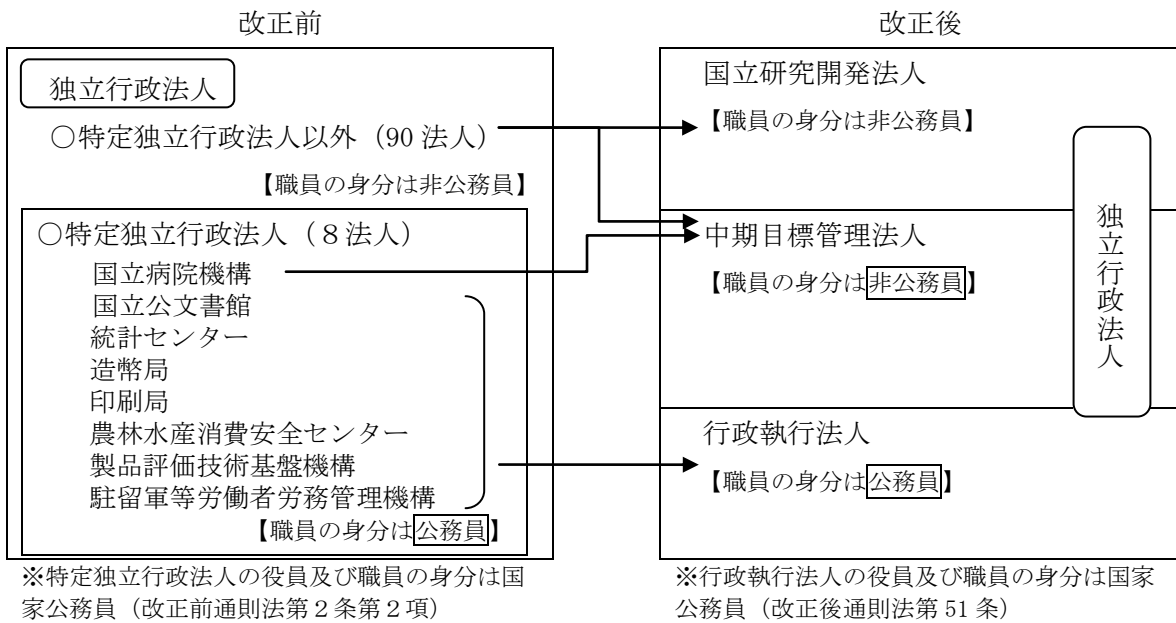 改正前
独立行政法人
○特定独立行政法人以外（90 法人）
【職員の身分は非公務員】
○特定独立行政法人（８法人）
国立病院機構
国立公文書館
統計センター
造幣局
印刷局
農林水産消費安全センター
製品評価技術基盤機構
駐留軍等労働者労務管理機構
【職員の身分は公務員】
※特定独立行政法人の役員及び職員の身分は国
家公務員（改正前通則法第２条第２項）
改正後
国立研究開発法人
【職員の身分は非公務員】
中期目標管理法人
【職員の身分は非公務員】
行政執行法人
【職員の身分は公務員】
独立行政法人
※行政執行法人の役員及び職員の身分は国家
公務員（改正後通則法第 51 条）